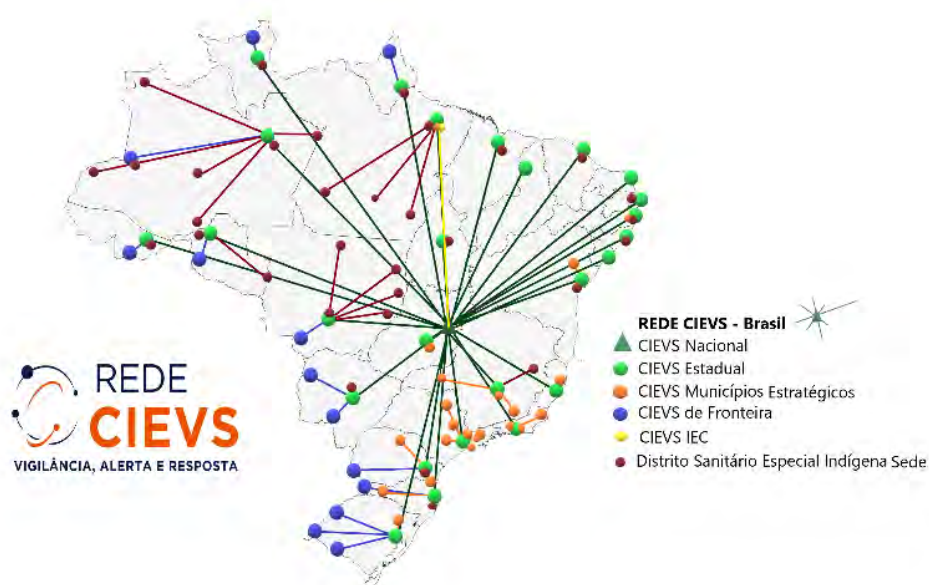 REDE CIEVS - Brasil
CIEVS Nacional
CIEVS Estadual
CIEVS Municípios Estratégicos
CIEVS de Fronteira
CIEVS IEC
Distrito Sanitário Especial Indígena Sede
REDE
CIEVS
VIGILÂNCIA, ALERTA E RESPOSTA